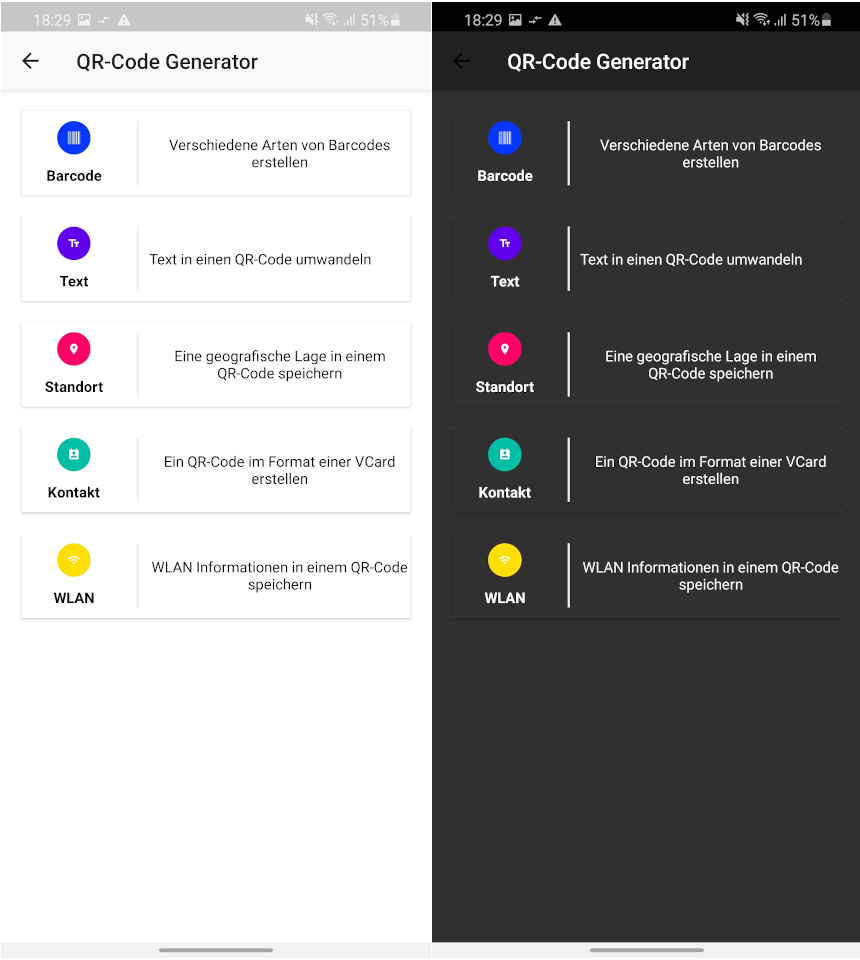 18:29 51%
QR-Code Generator
Barcode
Verschiedene Arten von Barcodes
erstellen
Text
Text in einen QR-Code umwandeln
Standort
Eine geografische Lage in einem
QR-Code speichern
Kontakt
Ein QR-Code im Format einer VCard
erstellen
WLAN
WLAN Informationen in einem QR-Code
speichern
18:29 51%
QR-Code Generator
Barcode
Verschiedene Arten von Barcodes
erstellen
Text
Text in einen QR-Code umwandeln
Standort
Eine geografische Lage in einem
QR-Code speichern
Kontakt
Ein QR-Code im Format einer VCard
erstellen
WLAN
WLAN Informationen in einem QR-Code
speichern